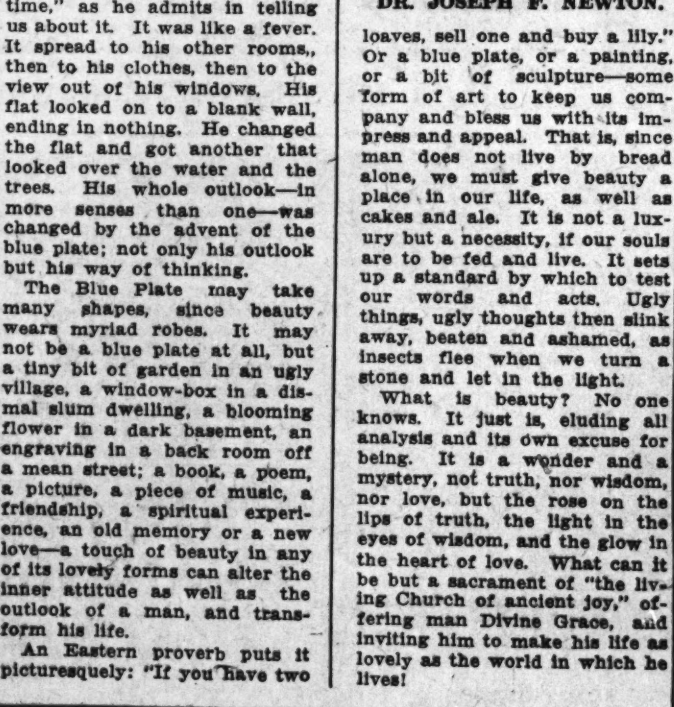 time," as he admits in telling
us about it. It was like a fever.
It spread to his other rooms,,
then to his clothes, then to the
view out of his windows. His
flat looked on to a blank wall,
ending in nothing. He changed
the flat and got another that
looked over the water and the
trees. His whole outlook—in
more senses than one—was
changed by the advent of the
blue plate; not only his outlook
but his way of thinking.
The Blue Plate may take
many shapes, since beauty
wears myriad robes. It may
not be a blue plate at all, but
a tiny bit of garden in an ugly
village, a window-box in a dis-
mal slum dwelling, a blooming
flower in a dark basement, an
engraving in a back room off
a mean street; a book, a poem,
a picture, a piece of music, a
friendship, a spiritual experi-
ence, an old memory or a new
love—a touch of beauty in any
of its lovely forms can alter the
inner attitude as well as the
outlook of a man, and trans-
form his life.
An Eastern proverb puts it
picturesquely: "If you have two
DR. JOSEPH F. NEWTON.
loaves, sell one and buy a lily."
Or a blue plate, or a painting,
or a bit of sculpture—some
form of art to keep us com-
pany and bless us with its im-
press and appeal. That is, since
man does not live by bread
alone, we must give beauty a
place in our life, as well as
cakes and ale. It is not a lux-
ury but a necessity, if our souls
are to be fed and live. It sets
up a standard by which to test
our words and acts. Ugly
things, ugly thoughts then slink
away, beaten and ashamed, as
insects flee when we turn a
stone and let in the light.
What is beauty? No one
knows. It just is, eluding all
analysis and its own excuse for
being. It is a wonder and a
mystery, not truth, nor wisdom,
nor love, but the rose on the
lips of truth, the light in the
eyes of wisdom, and the glow in
the heart of love. What can it
be but a sacrament of "the liv-
ing Church of ancient joy," of-
fering man Divine Grace, and
inviting him to make his life as
lovely as the world in which he
lives!